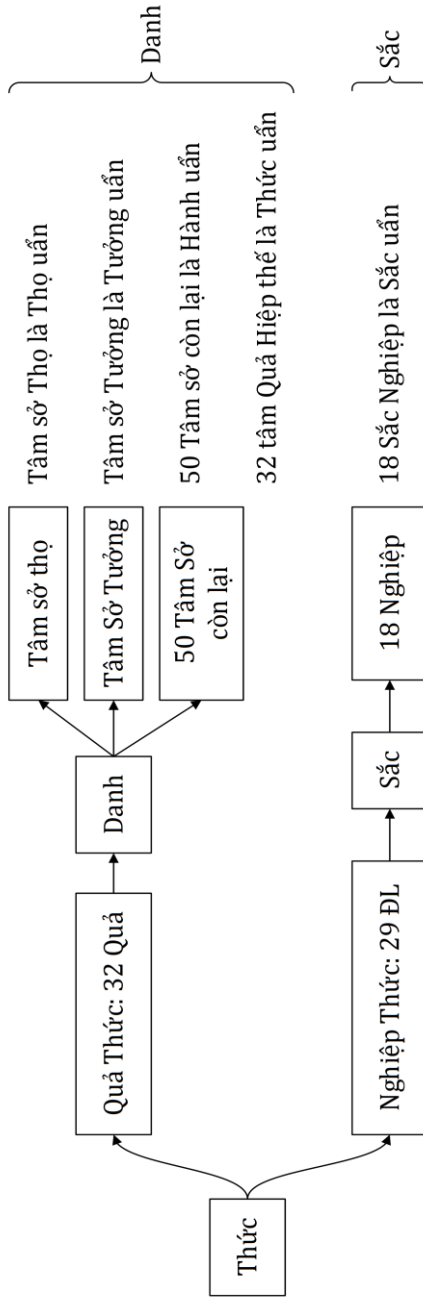 Thức
Quả Thức: 32 Quả
Danh
Tâm sở thọ
Tâm Sở Tưởng
50 Tâm Sở
còn lại
Tâm sở Thọ là Thọ uẩn
Tâm sở Tưởng là Tưởng uẩn
50 Tâm sở còn lại là Hành uẩn
32 tâm Quả Hiệp thế là Thức uẩn
Danh
Nghiệp Thức: 29 ĐL
Sắc
18 Nghiệp
18 Sắc Nghiệp là Sắc uẩn
Sắc